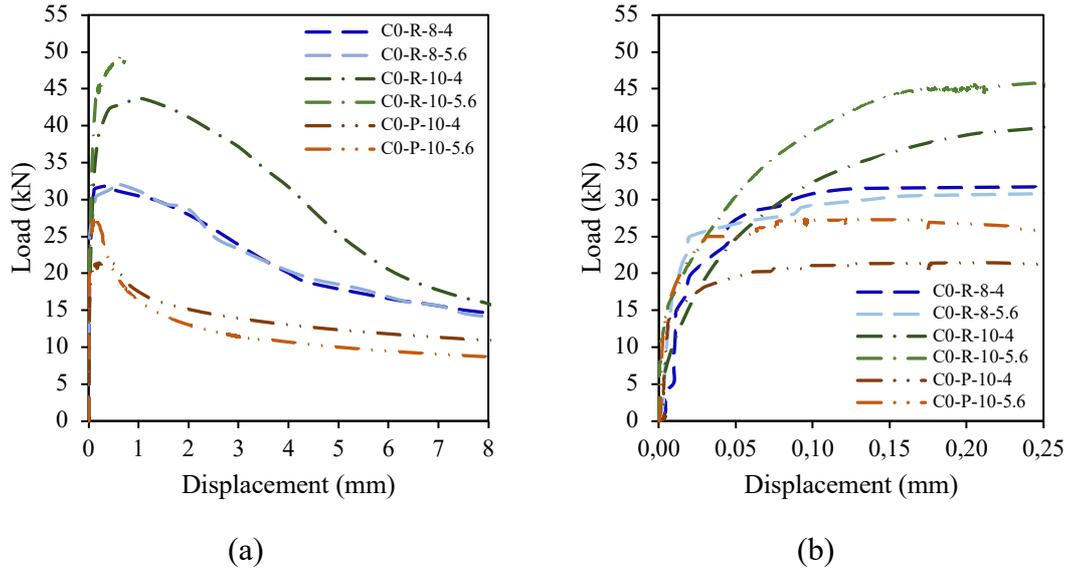 Load (kN)
55
50
45
40
35
30
25
20
15
10
5
0
C0-R-8-4
C0-R-8-5.6
C0-R-10-4
C0-R-10-5.6
C0-P-10-4
C0-P-10-5.6
0 1 2 3 4 5 6 7 8
Displacement (mm)
(a)
Load (kN)
55
50
45
40
35
30
25
20
15
10
5
0
C0-R-8-4
C0-R-8-5.6
C0-R-10-4
C0-R-10-5.6
C0-P-10-4
C0-P-10-5.6
0,00 0,05 0,10 0,15 0,20 0,25
Displacement (mm)
(b)